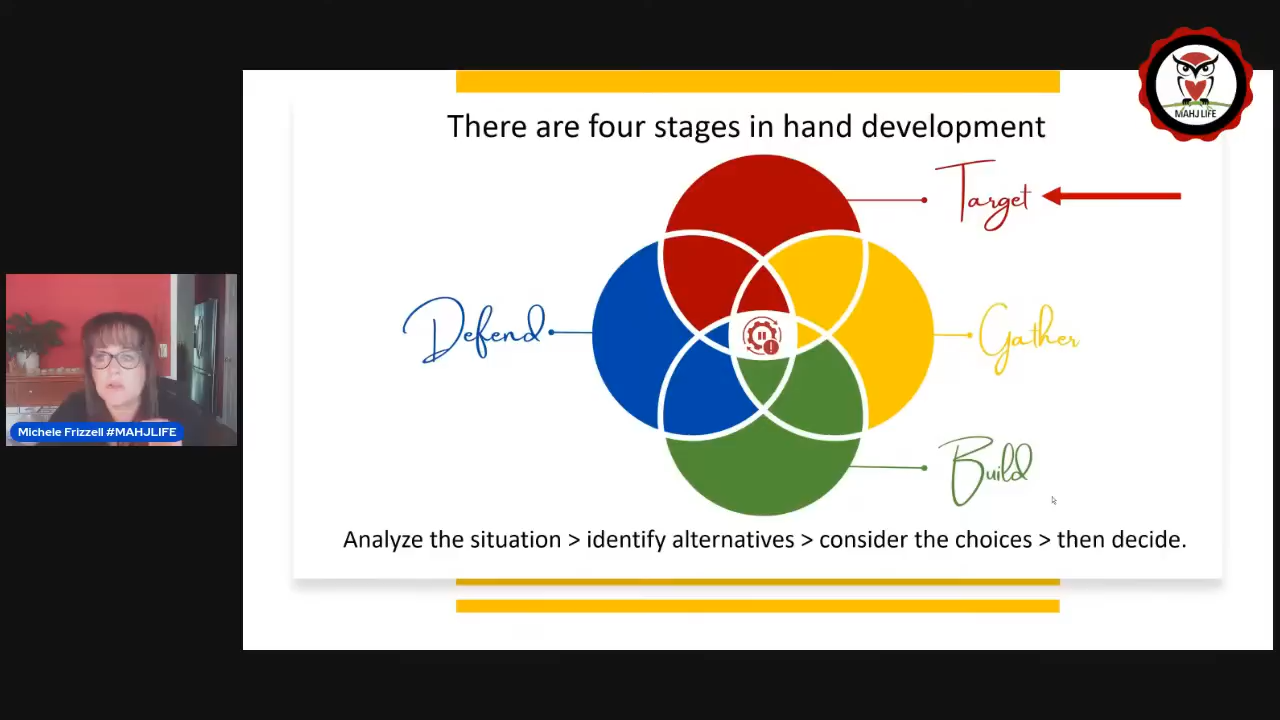 MAHJ LIFE
There are four stages in hand development
Target
Defend
Gather
Build
Michele Frizzell #MAHJLIFE
Analyze the situation > identify alternatives > consider the choices > then decide.